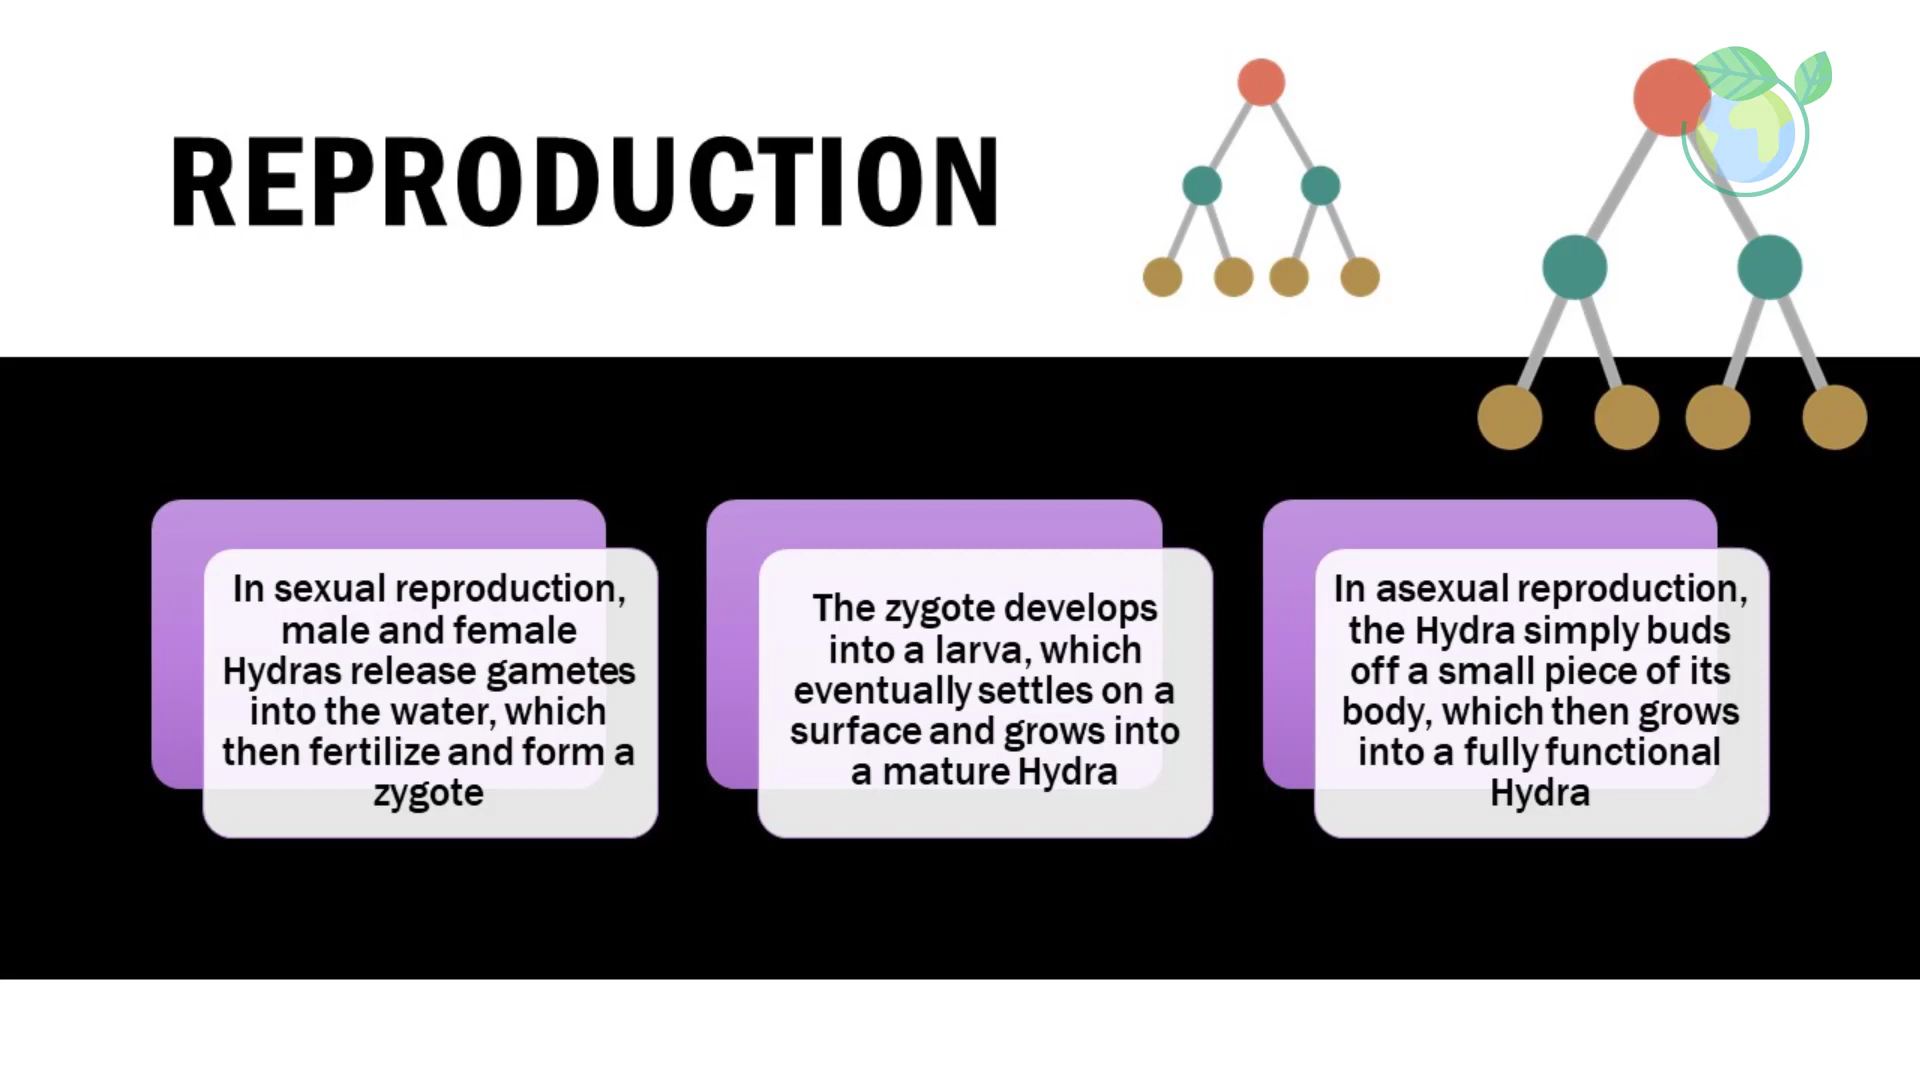 REPRODUCTION
In sexual reproduction,
male and female
Hydras release gametes
into the water, which
then fertilize and form a
zygote
The zygote develops
into a larva, which
eventually settles on a
surface and grows into
a mature Hydra
In asexual reproduction,
the Hydra simply buds
off a small piece of its
body, which then grows
into a fully functional
Hydra